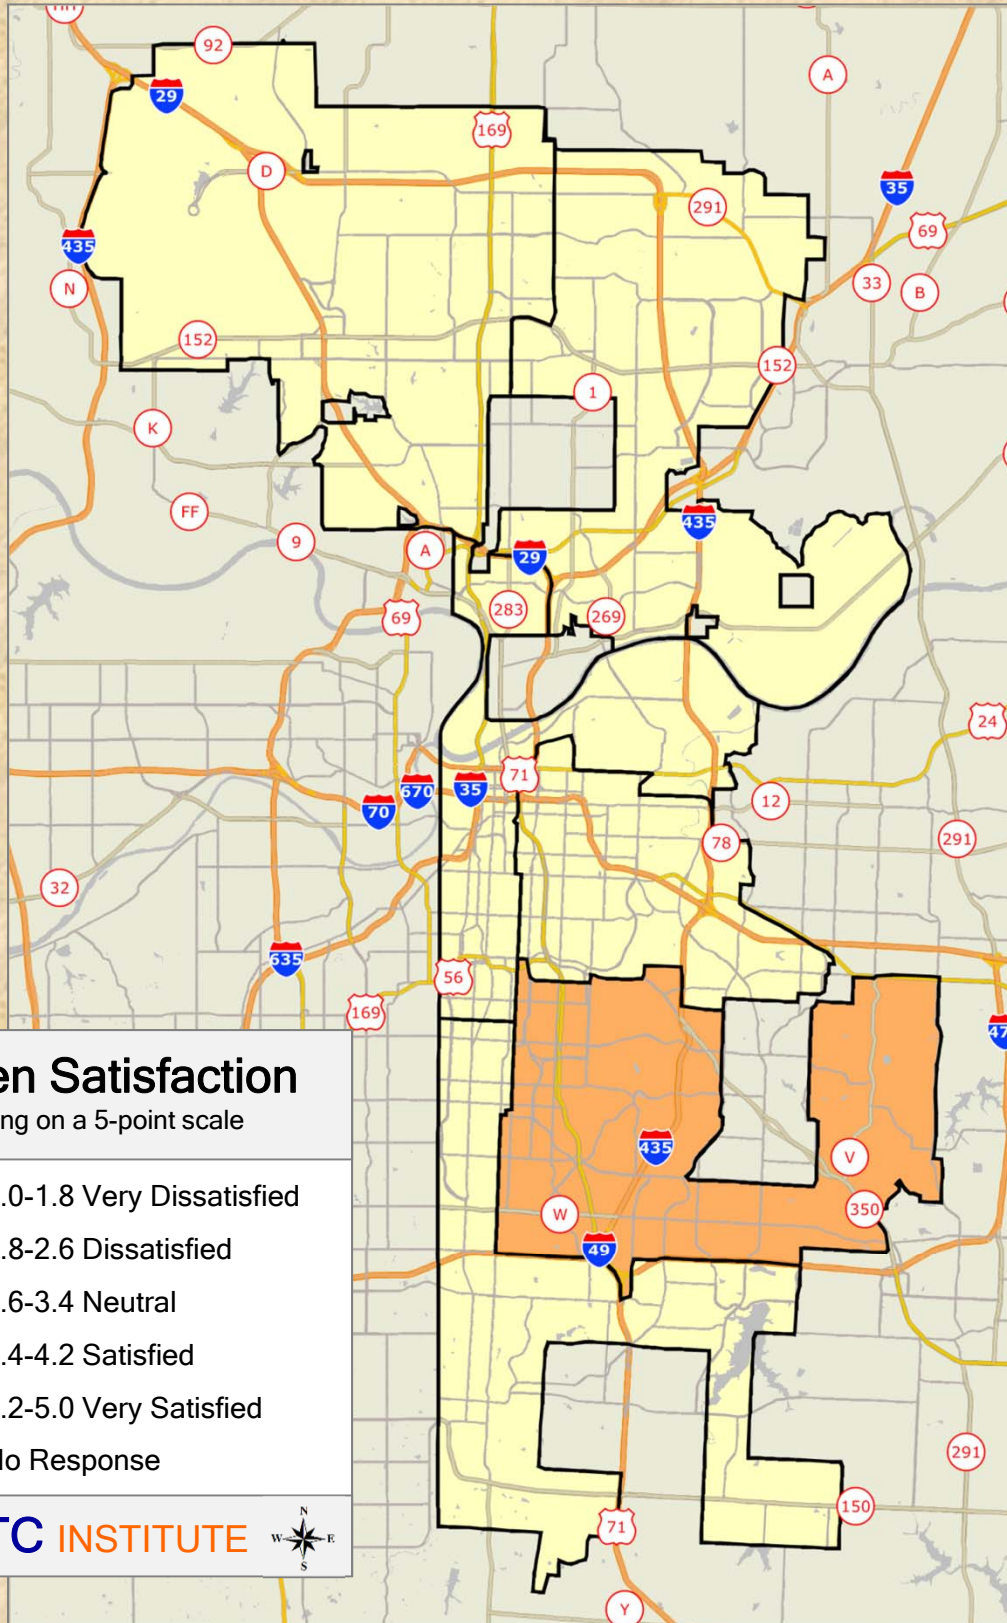 HH
92
A
29
169
D
35
291
69
435
N
33
B
152
152
1
K
FF
435
9
A
29
283
269
69
24
71
670
35
12
70
78
291
32
635
56
169
47
en Satisfaction
ng on a 5-point scale
435
V
.0-1.8 Very Dissatisfied
350
W
.8-2.6 Dissatisfied
49
.6-3.4 Neutral
.4-4.2 Satisfied
.2-5.0 Very Satisfied
291
No Response
150
TC INSTITUTE
N
W E
S
71
Y